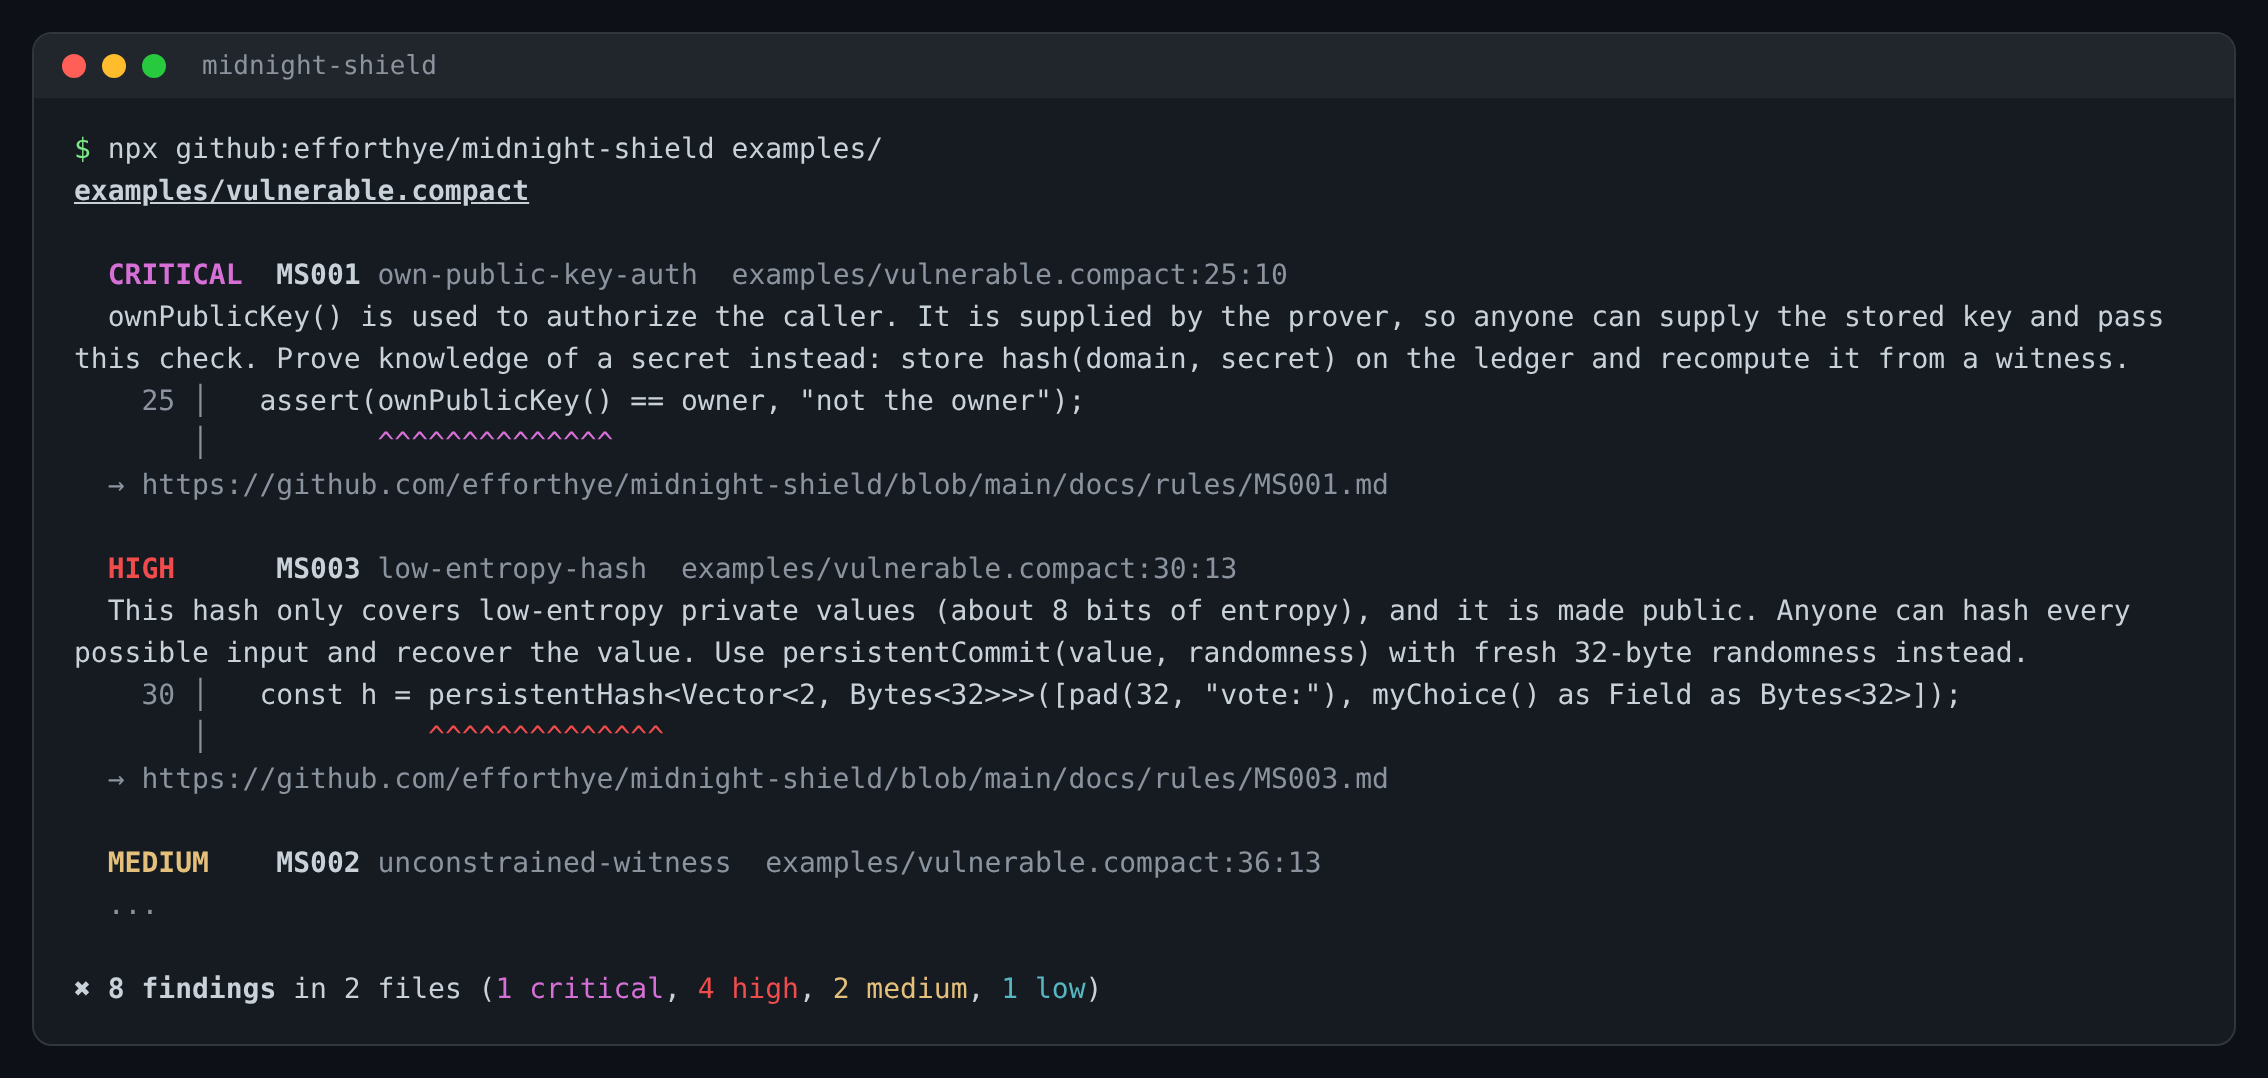 midnight-shield
$ npx github:efforthye/midnight-shield examples/
examples/vulnerable.compact
CRITICAL  MS001 own-public-key-auth  examples/vulnerable.compact:25:10
ownPublicKey() is used to authorize the caller. It is supplied by the prover, so anyone can supply the stored key and pass
this check. Prove knowledge of a secret instead: store hash(domain, secret) on the ledger and recompute it from a witness.
25 │   assert(ownPublicKey() == owner, "not the owner");
│          ^^^^^^^^^^^^^^
→ https://github.com/efforthye/midnight-shield/blob/main/docs/rules/MS001.md
HIGH      MS003 low-entropy-hash  examples/vulnerable.compact:30:13
This hash only covers low-entropy private values (about 8 bits of entropy), and it is made public. Anyone can hash every
possible input and recover the value. Use persistentCommit(value, randomness) with fresh 32-byte randomness instead.
30 │   const h = persistentHash<Vector<2, Bytes<32>>>([pad(32, "vote:"), myChoice() as Field as Bytes<32>]);
│             ^^^^^^^^^^^^^^
→ https://github.com/efforthye/midnight-shield/blob/main/docs/rules/MS003.md
MEDIUM    MS002 unconstrained-witness  examples/vulnerable.compact:36:13
...
✖ 8 findings in 2 files (1 critical, 4 high, 2 medium, 1 low)